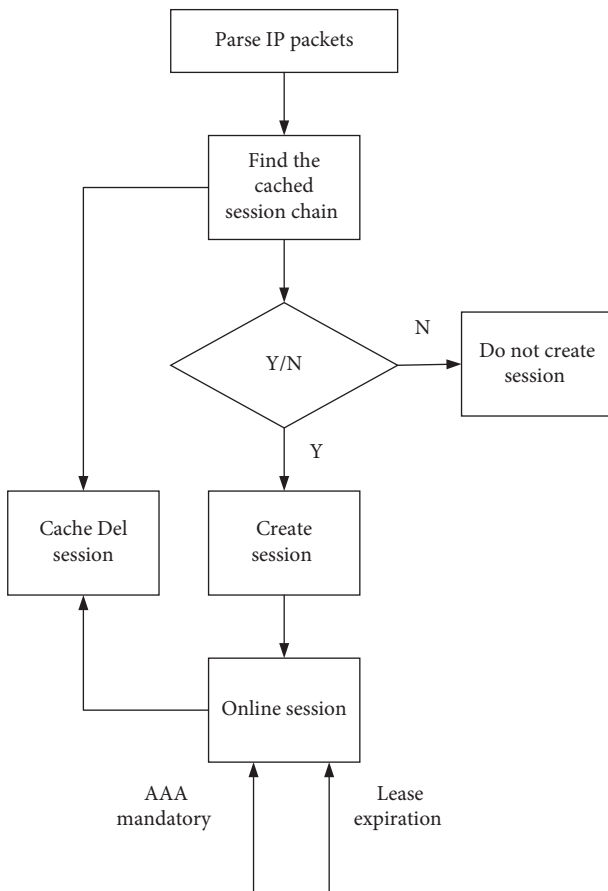 Parse IP packets
Find the
cached
session chain
N
Y/N
Do not create
session
Y
Cache Del
session
Create
session
Online session
AAA
mandatory
Lease
expiration